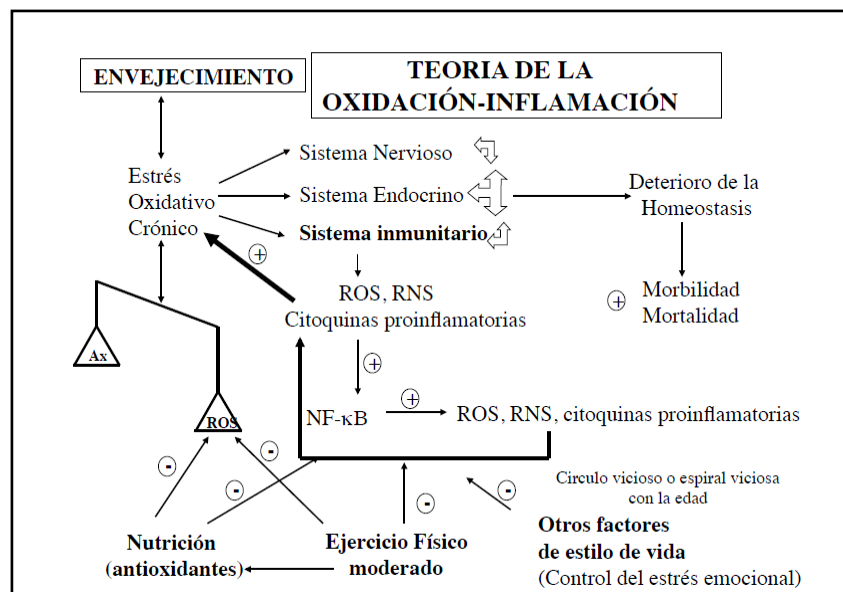 ENVEJECIMIENTO
TEORIA DE LA
OXIDACIÓN-INFLAMACIÓN
Estrés
Oxidativo
Crónico
Sistema Nervioso
Sistema Endocrino
Sistema inmunitario
Deterioro de la
Homeostasis
+
ROS, RNS
Citoquinas proinflamatorias
+
Morbilidad
Mortalidad
Ax
+
ROS
NF-κB
+
ROS, RNS, citoquinas proinflamatorias
-
-
-
-
-
Circulo vicioso o espiral viciosa
con la edad
Nutrición
(antioxidantes)
Ejercicio Físico
moderado
Otros factores
de estilo de vida
(Control del estrés emocional)